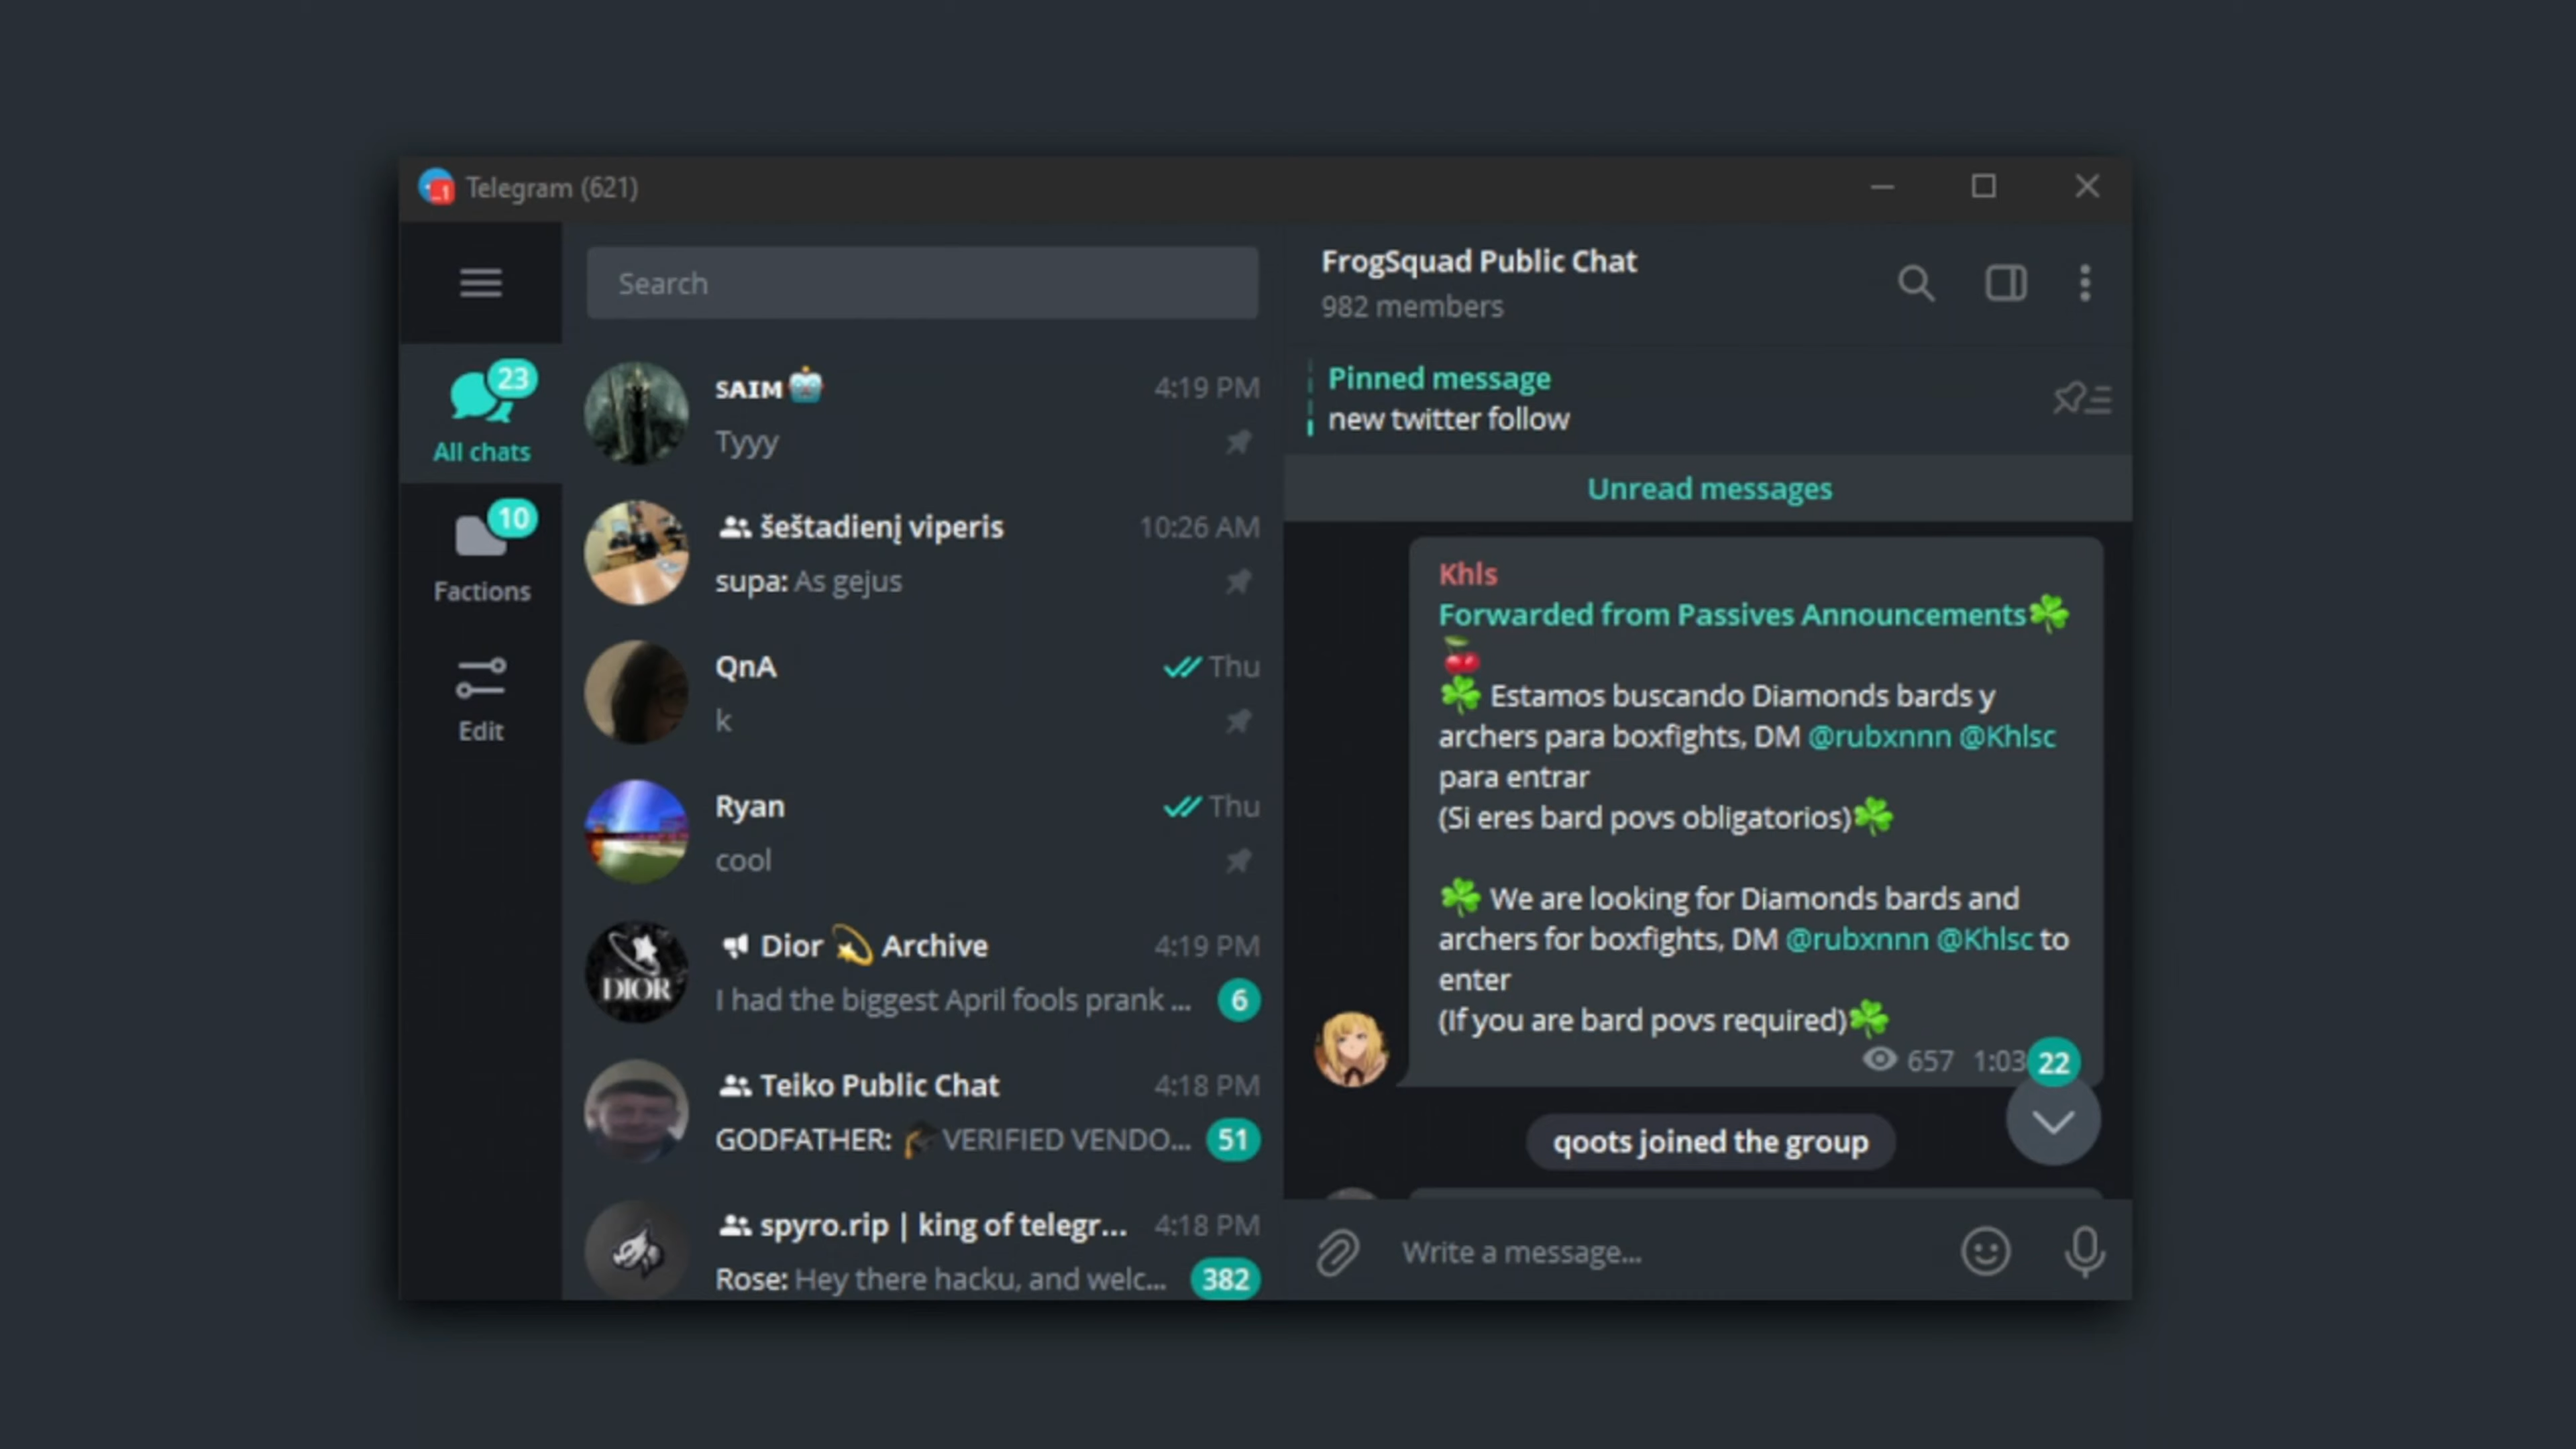 Telegram (621)
Search
23
All chats
10
Factions
Edit
SAIM
4:19 PM
Tyyy
šeštadienį viperis
10:26 AM
supa: As gejus
QnA
Thu
k
Ryan
Thu
cool
DIOR
Dior 💫 Archive
4:19 PM
I had the biggest April fools prank ...
6
Teiko Public Chat
4:18 PM
GODFATHER: 🎓VERIFIED VENDO...
51
spyro.rip | king of telegr...
4:18 PM
Rose: Hey there hacku, and welc...
382
FrogSquad Public Chat
982 members
Pinned message
new twitter follow
Unread messages
Khls
Forwarded from Passives Announcements☘️
🍒
☘️ Estamos buscando Diamonds bards y
archers para boxfights, DM @rubxnnn @Khlsc
para entrar
(Si eres bard povs obligatorios)☘️
☘️ We are looking for Diamonds bards and
archers for boxfights, DM @rubxnnn @Khlsc to
enter
(If you are bard povs required)☘️
657 1:03
22
qoots joined the group
Write a message...